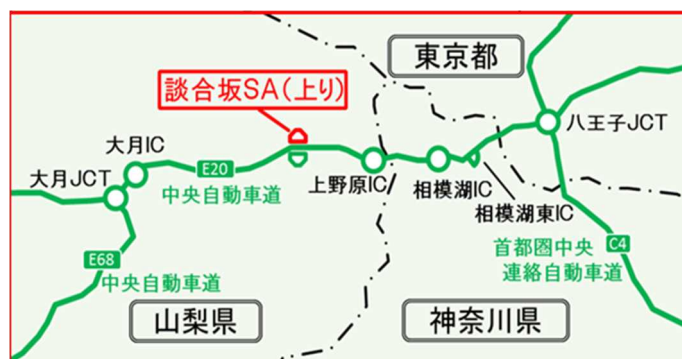 東京都
談合坂SA(上り)
大月IC
八王子JCT
大月JCT
E20
中央自動車道
上野原IC
相模湖IC
相模湖東IC
首都圏中央
連絡自動車道
C4
E68
中央自動車道
山梨県
神奈川県